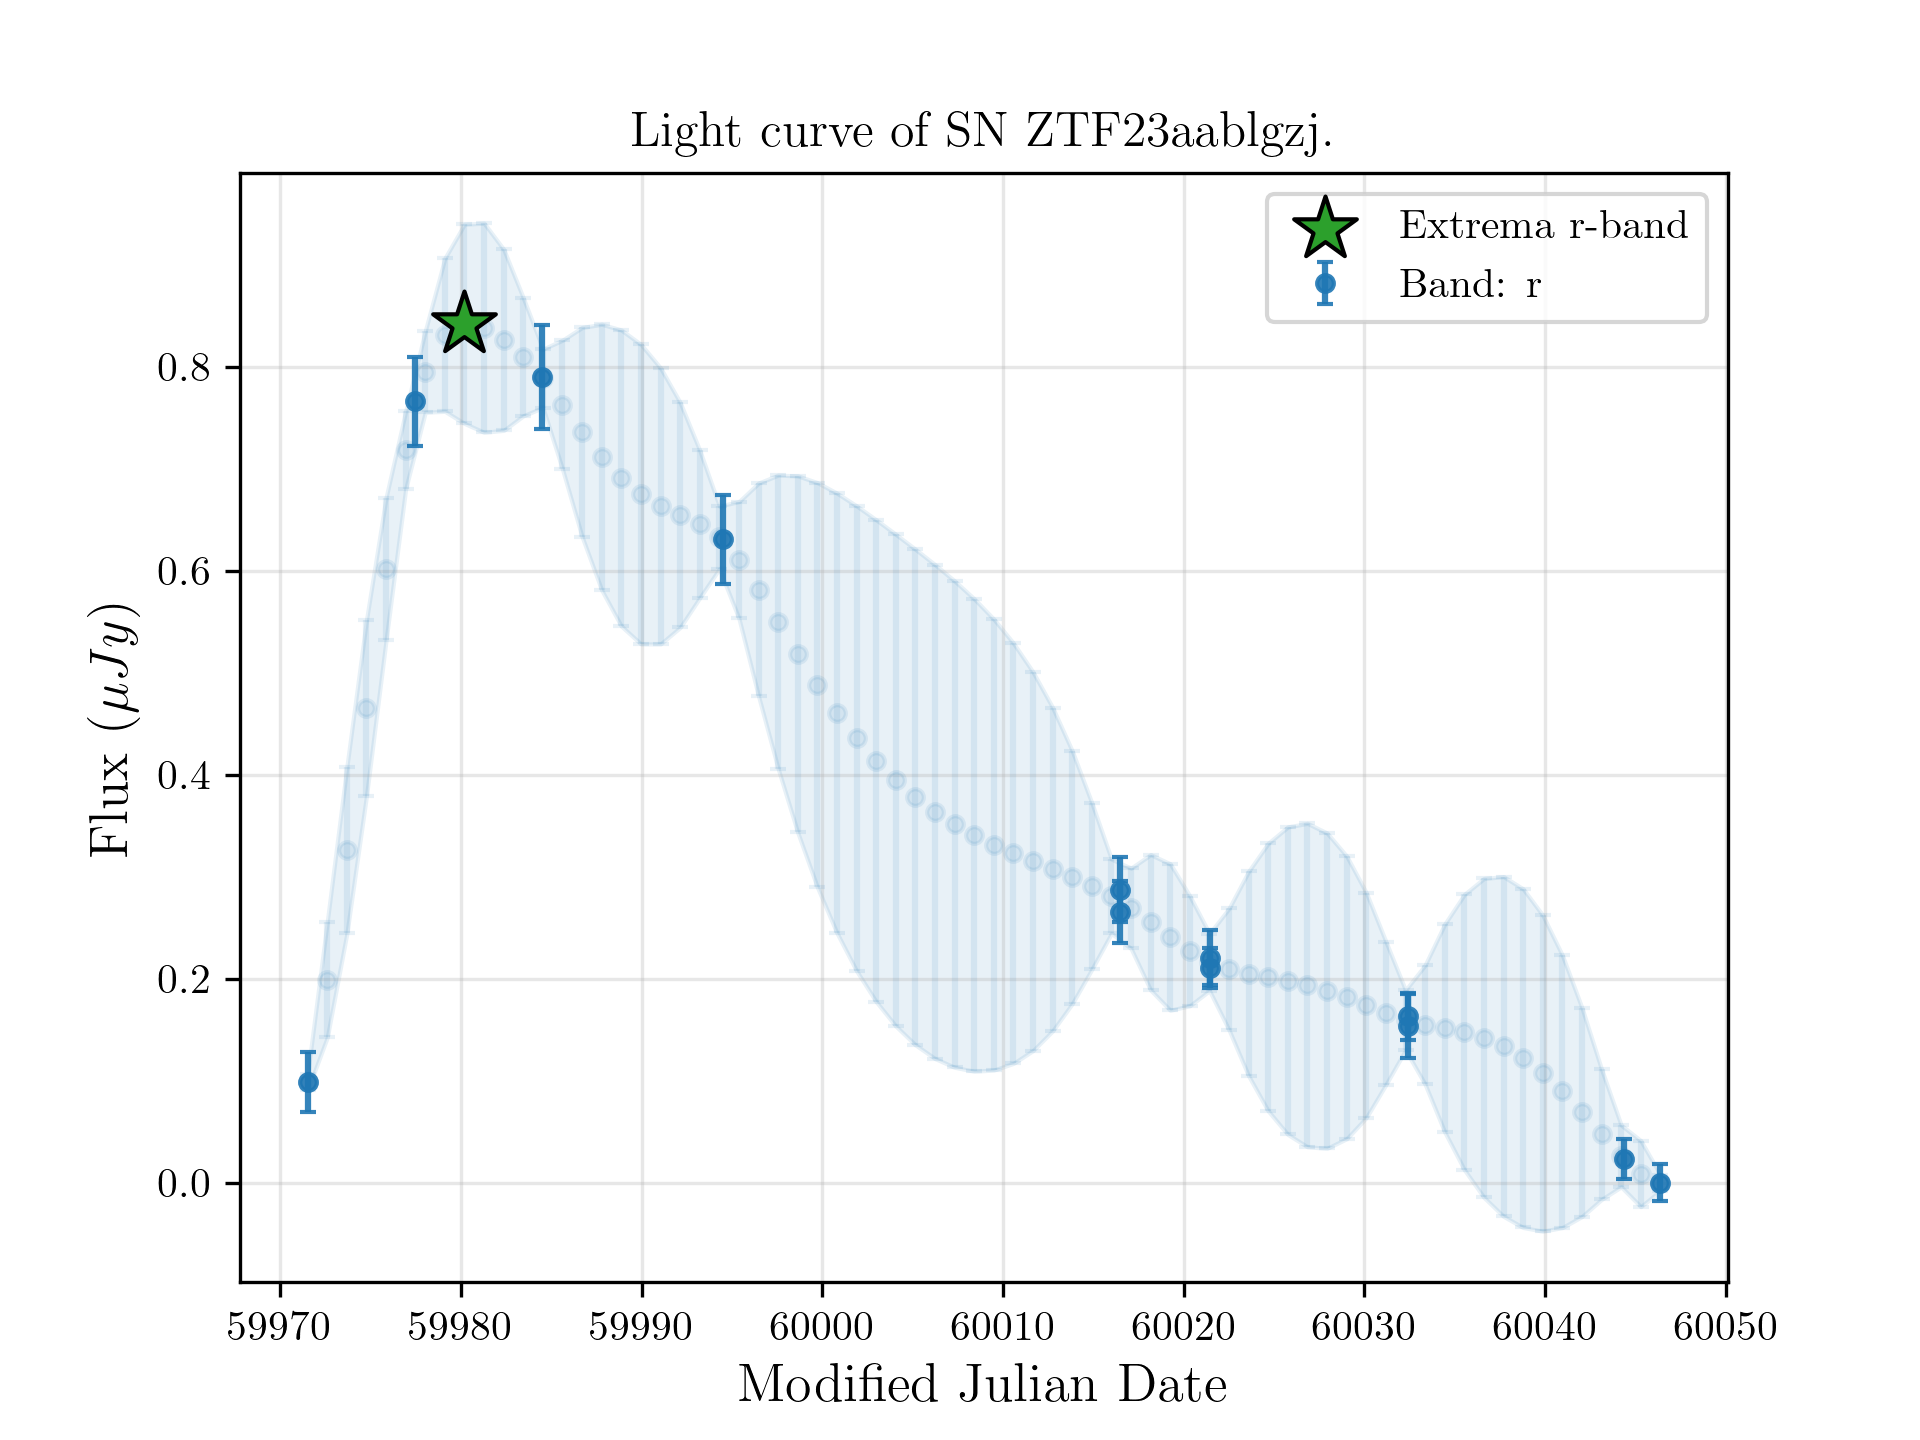 Light curve of SN ZTF23aablgzj.
Extrema r-band
Band: r
Flux (μJy)
0.8
0.6
0.4
0.2
0.0
59970 59980 59990 60000 60010 60020 60030 60040 60050
Modified Julian Date